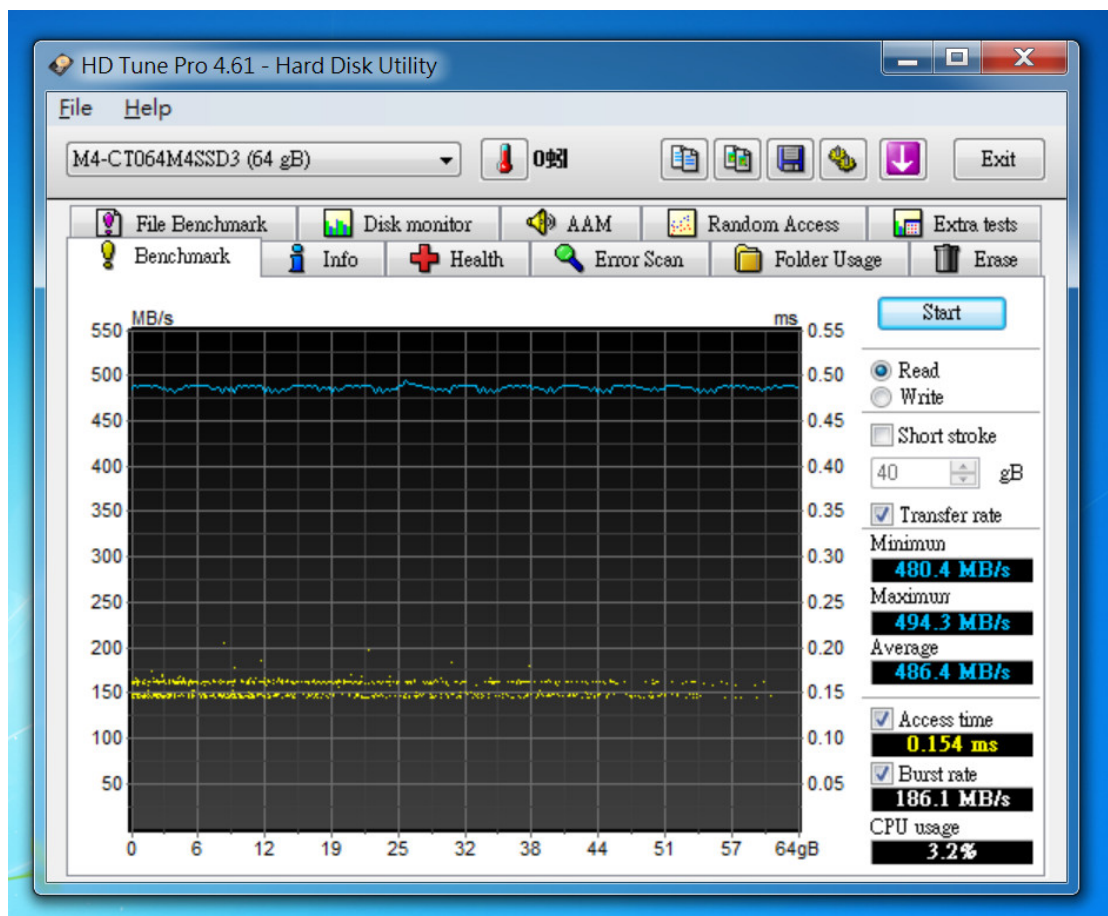 HD Tune Pro 4.61 - Hard Disk Utility
File Help
M4-CT064M4SSD3 (64 gB) 0 Exit
File Benchmark Disk monitor AAM Random Access Extra tests
Benchmark Info Health Error Scan Folder Usage Erase
MB/s ms
Start
550 0.55
500 0.50
450 0.45
400 0.40
350 0.35
300 0.30
250 0.25
200 0.20
150 0.15
100 0.10
50 0.05
0 6 12 19 25 32 38 44 51 57 64gB
Read
Write
Short stroke
40 gB
Transfer rate
Minimun
480.4 MB/s
Maximum
494.3 MB/s
Average
486.4 MB/s
Access time
0.154 ms
Burst rate
186.1 MB/s
CPU usage
3.2%